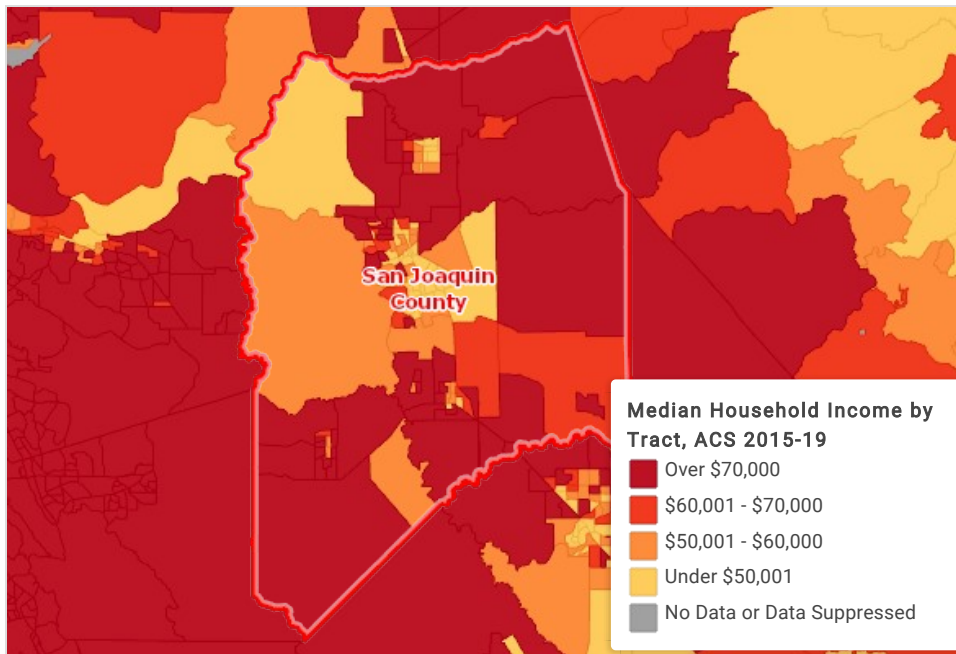 San Joaquin
County
Median Household Income by
Tract, ACS 2015-19
Over $70,000
$60,001 - $70,000
$50,001 - $60,000
Under $50,001
No Data or Data Suppressed